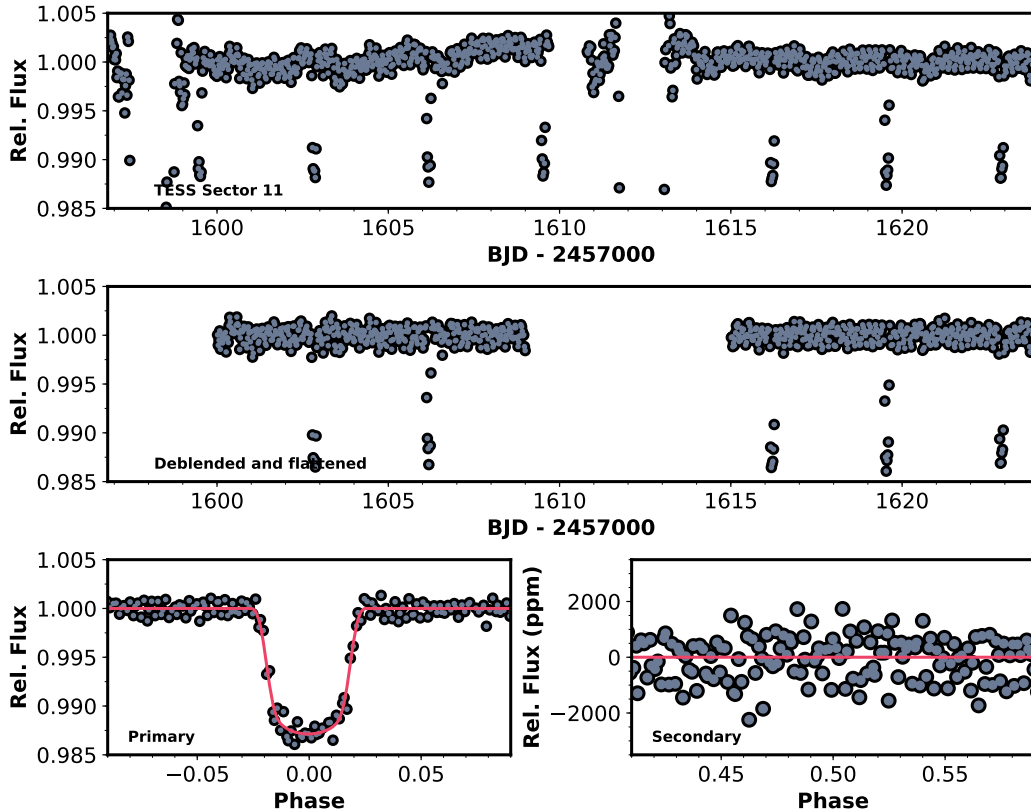 1.005
1.000
0.995
0.990
0.985
Rel. Flux
TESS Sector 11
1600
1605
1610
1615
1620
BJD - 2457000
1.005
1.000
0.995
0.990
0.985
Rel. Flux
Deblended and flattened
1600
1605
1610
1615
1620
BJD - 2457000
1.005
1.000
0.995
0.990
0.985
Rel. Flux
Primary
−0.05
0.00
0.05
Phase
2000
0
−2000
Rel. Flux (ppm)
Secondary
0.45
0.50
0.55
Phase